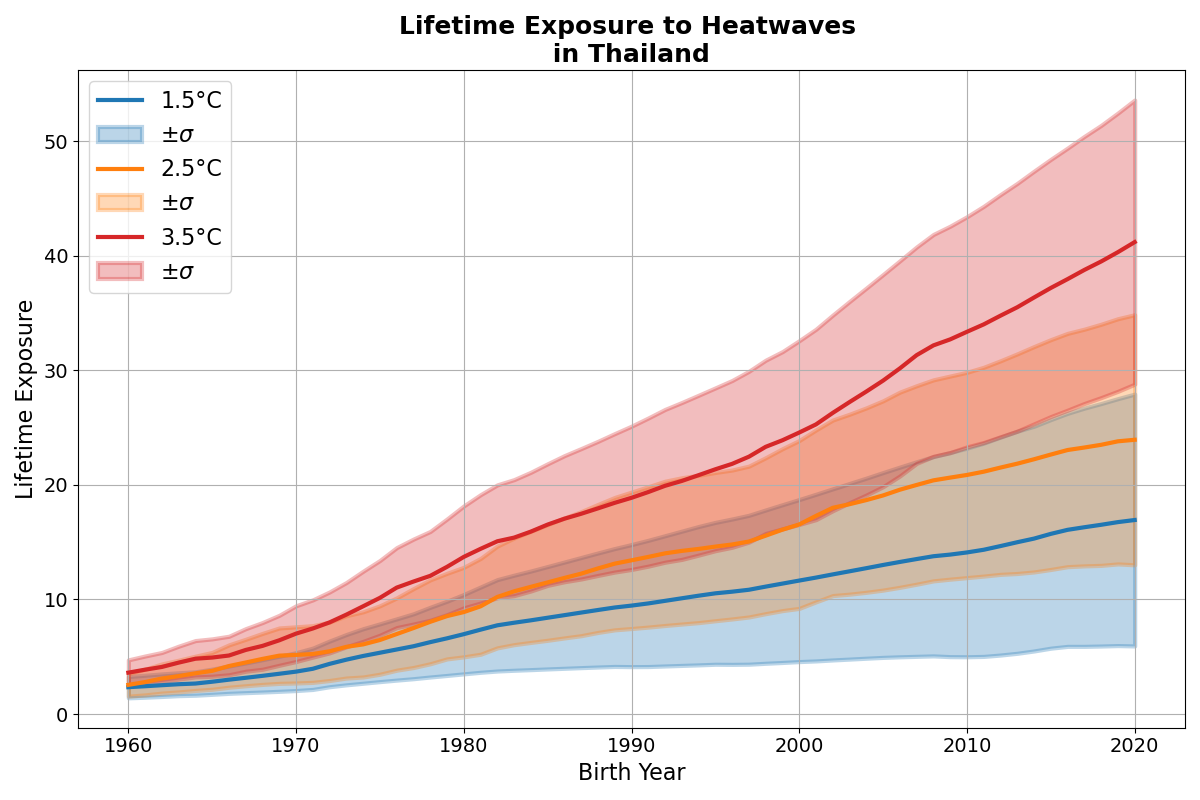 Lifetime Exposure to Heatwaves
in Thailand
1.5°C
±σ
2.5°C
±σ
3.5°C
±σ
Lifetime Exposure
50
40
30
20
10
0
1960
1970
1980
1990
2000
2010
2020
Birth Year